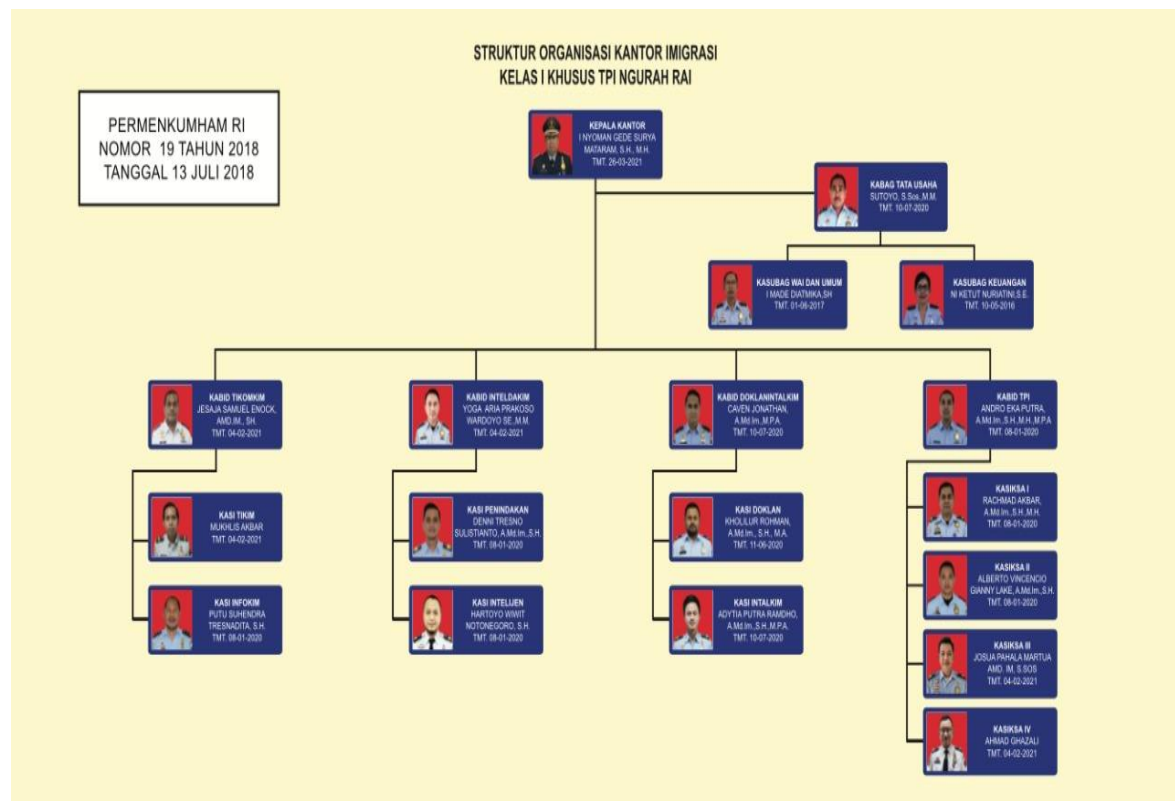 STRUKTUR ORGANISASI KANTOR IMIGRASI
KELAS I KHUSUS TPI NGURAH RAI
PERMENKUMHAM RI
NOMOR 19 TAHUN 2018
TANGGAL 13 JULI 2018
KEPALA KANTOR
I NYOMAN GEDE SURYA
MATARAM, S.H., M.H.
TMT. 26-03-2021
KABAG TATA USAHA
SUTOYO, S.Sos.,M.M.
TMT. 10-07-2020
KASUBAG WAI DAN UMUM
I MADE DIATMIKA,SH
TMT. 01-06-2017
KASUBAG KEUANGAN
NI KETUT NURIATINI,S.E.
TMT. 10-05-2016
KABID TIKOMKIM
JESAJA SAMUEL ENOCK,
AMD.IM., SH.
TMT. 04-02-2021
KASI TIKIM
MUKHLIS AKBAR
TMT. 04-02-2021
KASI INFOKIM
PUTU SUHENDRA
TRESNADITA, S.H.
TMT. 08-01-2020
KABID INTELDAKIM
YOGA ARIA PRAKOSO
WARDOYO SE.,M.M.
TMT. 04-02-2021
KASI PENINDAKAN
DENNI TRESNO
SULISTIANTO, A.Md.Im.,S.H.
TMT. 08-01-2020
KASI INTELIJEN
HARTOYO WIWIT
NOTONEGORO, S.H.
TMT. 08-01-2020
KABID DOKLANINTALKIM
CAVEN JONATHAN,
A.Md.Im.,M.P.A.
TMT. 10-07-2020
KASI DOKLAN
KHOLILUR ROHMAN,
A.Md.Im., S.H., M.A.
TMT. 11-06-2020
KASI INTALKIM
ADYTIA PUTRA RAMDHO,
A.Md.Im.,S.H.,M.P.A.
TMT. 10-07-2020
KABID TPI
ANDRO EKA PUTRA,
A.Md.Im.,S.H.,M.H.,M.P.A
TMT. 08-01-2020
KASIKSA I
RACHMAD AKBAR,
A.Md.Im.,S.H.,M.H.
TMT. 08-01-2020
KASIKSA II
ALBERTO VINCENCIO
GIANNY LAKE, A.Md.Im.,S.H.
TMT. 08-01-2020
KASIKSA III
JOSUA PAHALA MARTUA
AMD. IM, S.SOS
TMT. 04-02-2021
KASIKSA IV
AHMAD GHAZALI
TMT. 04-02-2021